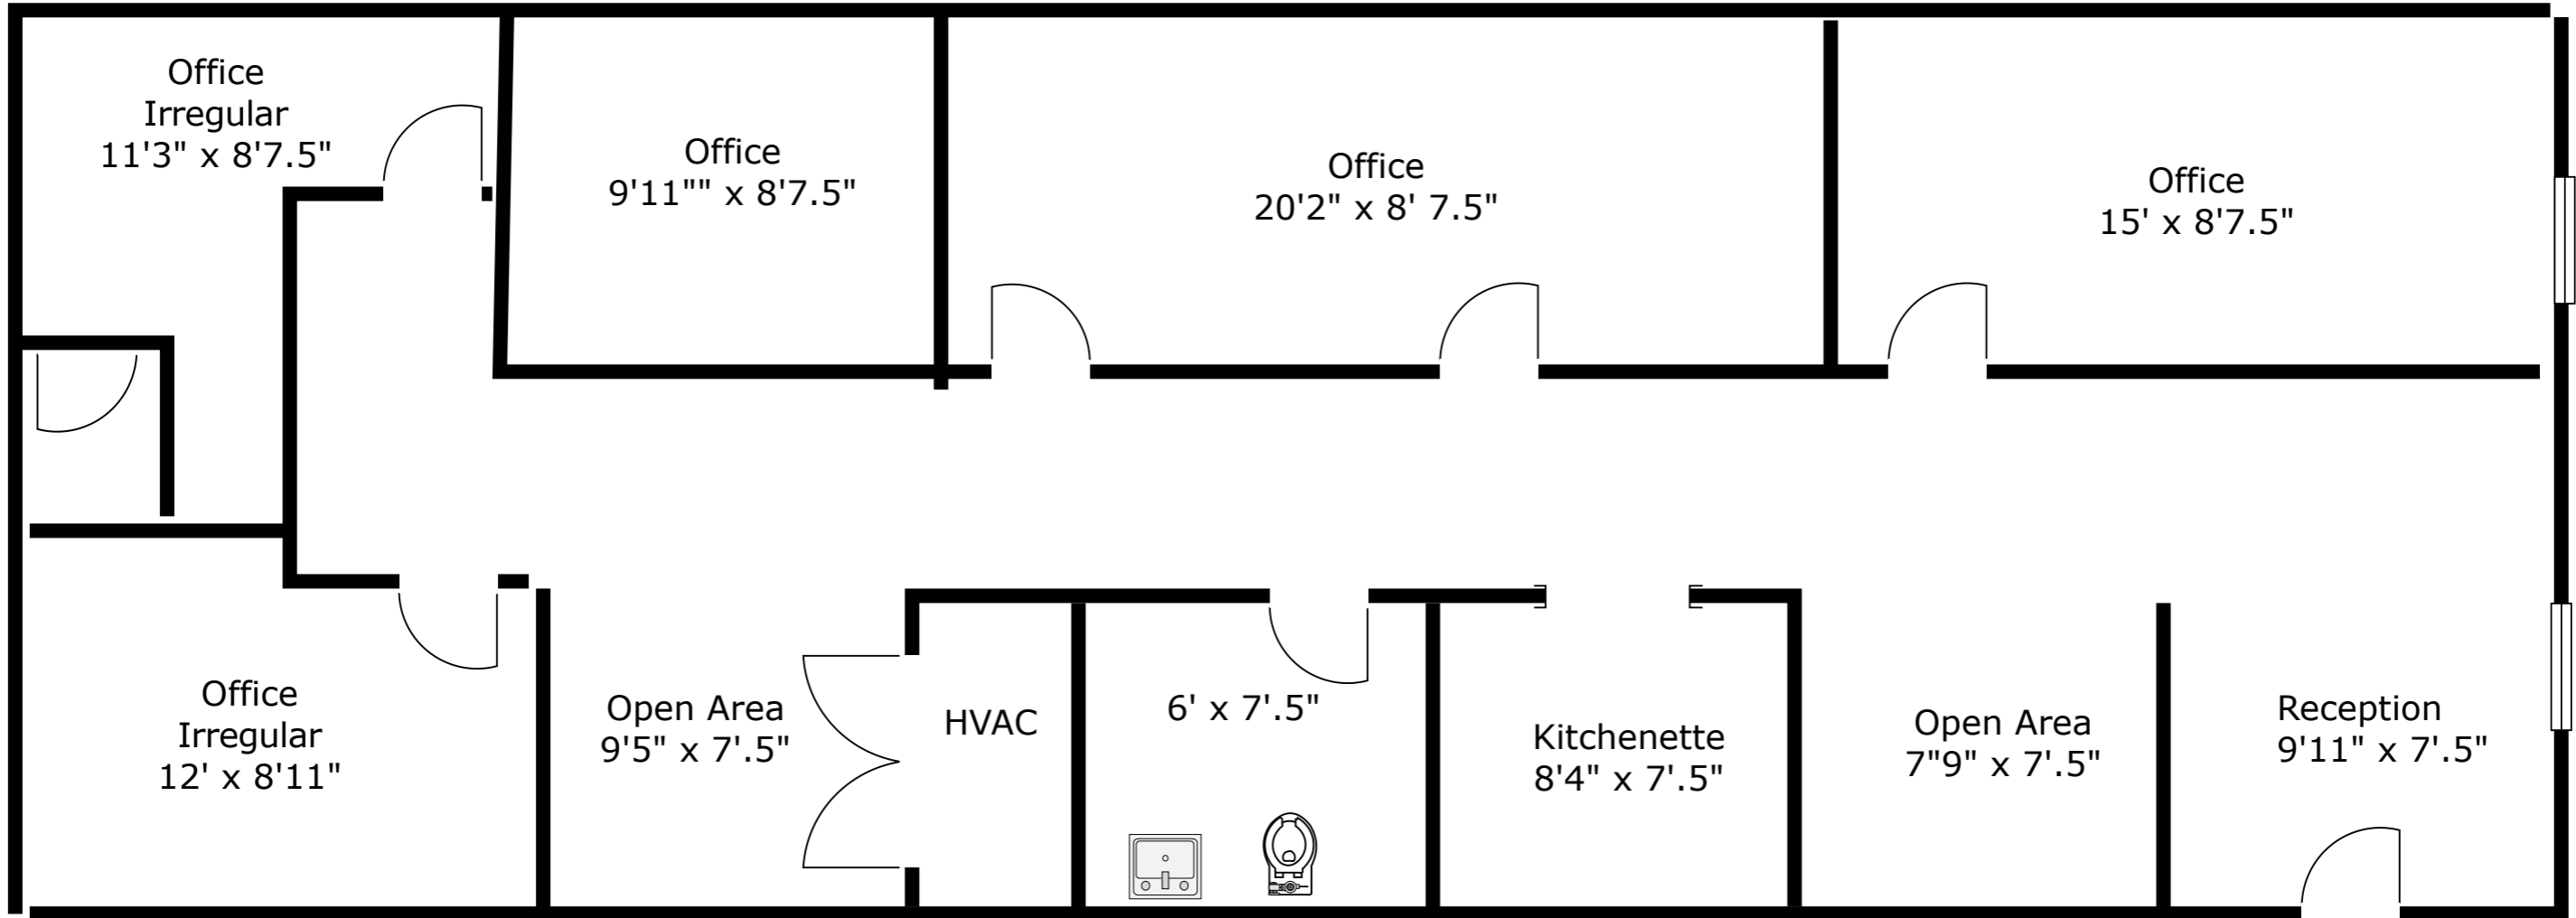 Office
Irregular
11'3" x 8'7.5"
Office
9'11"" x 8'7.5"
Office
20'2" x 8' 7.5"
Office
15' x 8'7.5"
Office
Irregular
12' x 8'11"
Open Area
9'5" x 7'.5"
HVAC
6' x 7'.5"
Kitchenette
8'4" x 7'.5"
Open Area
7"9" x 7'.5"
Reception
9'11" x 7'.5"